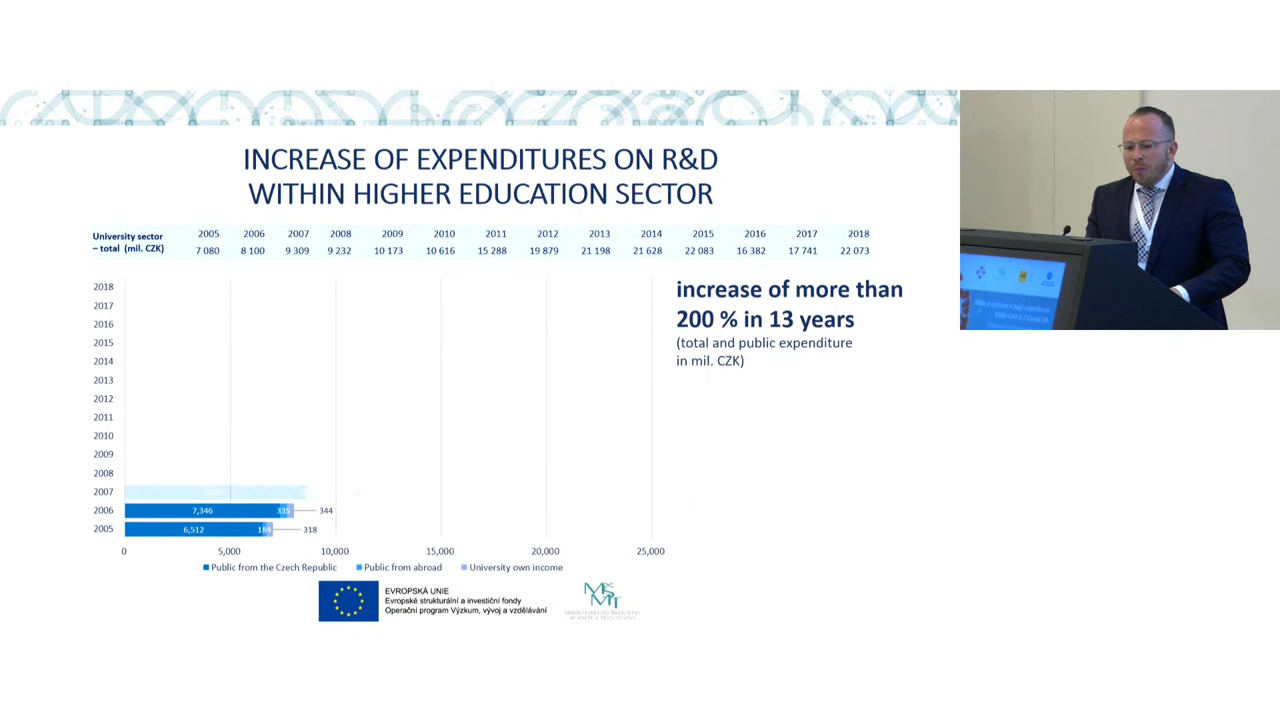 INCREASE OF EXPENDITURES ON R&D
WITHIN HIGHER EDUCATION SECTOR
University sector 2005 2006 2007 2008 2009 2010 2011 2012 2013 2014 2015 2016 2017 2018
– total (mil. CZK) 7 080 8 100 9 309 9 232 10 173 10 616 15 288 19 879 21 198 21 628 22 083 16 382 17 741 22 073
increase of more than
200 % in 13 years
(total and public expenditure
in mil. CZK)
2018
2017
2016
2015
2014
2013
2012
2011
2010
2009
2008
2007
2006 7,346 335 344
2005 6,512 184 318
0 5,000 10,000 15,000 20,000 25,000
Public from the Czech Republic Public from abroad University own income
EVROPSKÁ UNIE
Evropské strukturální a investiční fondy
Operační program Výzkum, vývoj a vzdělávání
MŠMT
MINISTERSTVO ŠKOLSTVÍ
MLÁDEŽE A TĚLOVÝCHOVY